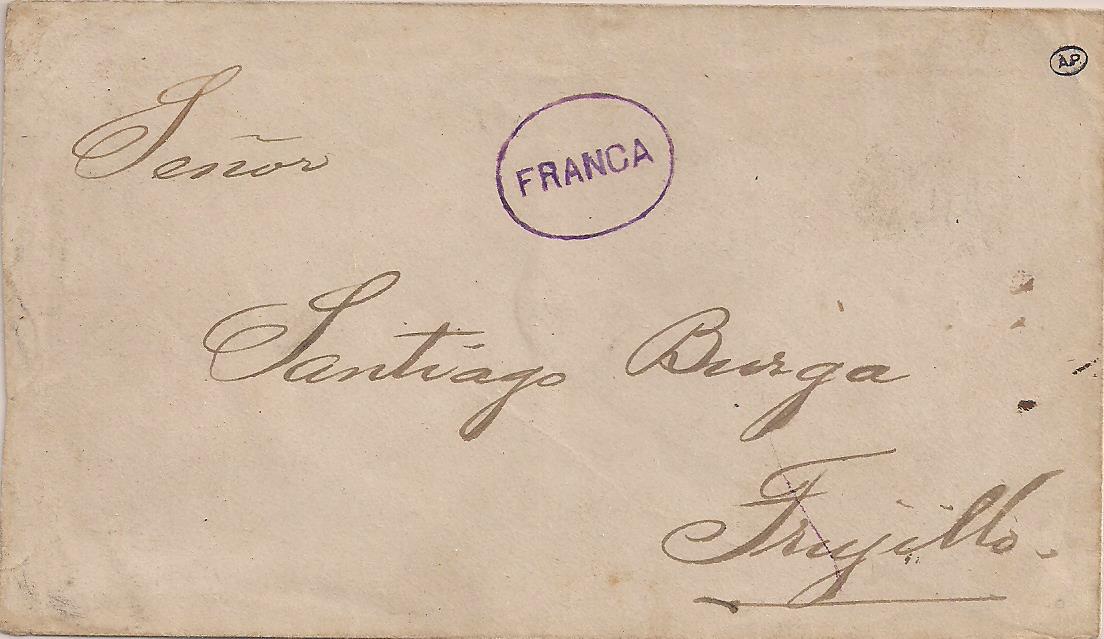 A.P.
Señor
FRANCA
Santiago Burga
Trujillo.